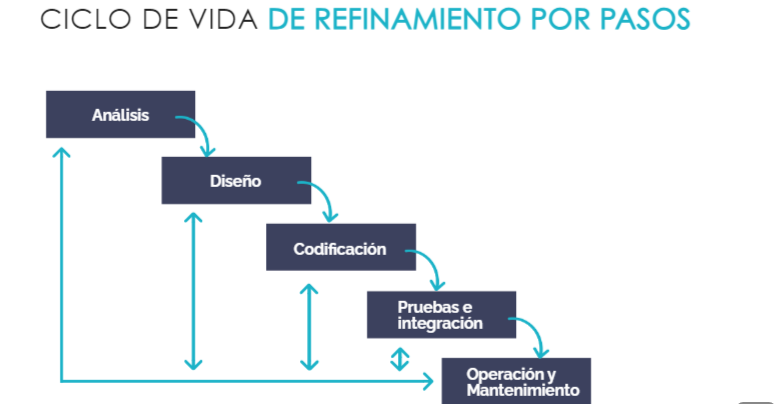 CICLO DE VIDA DE REFINAMIENTO POR PASOS
Análisis
Diseño
Codificación
Pruebas e
integración
Operación y
Mantenimiento